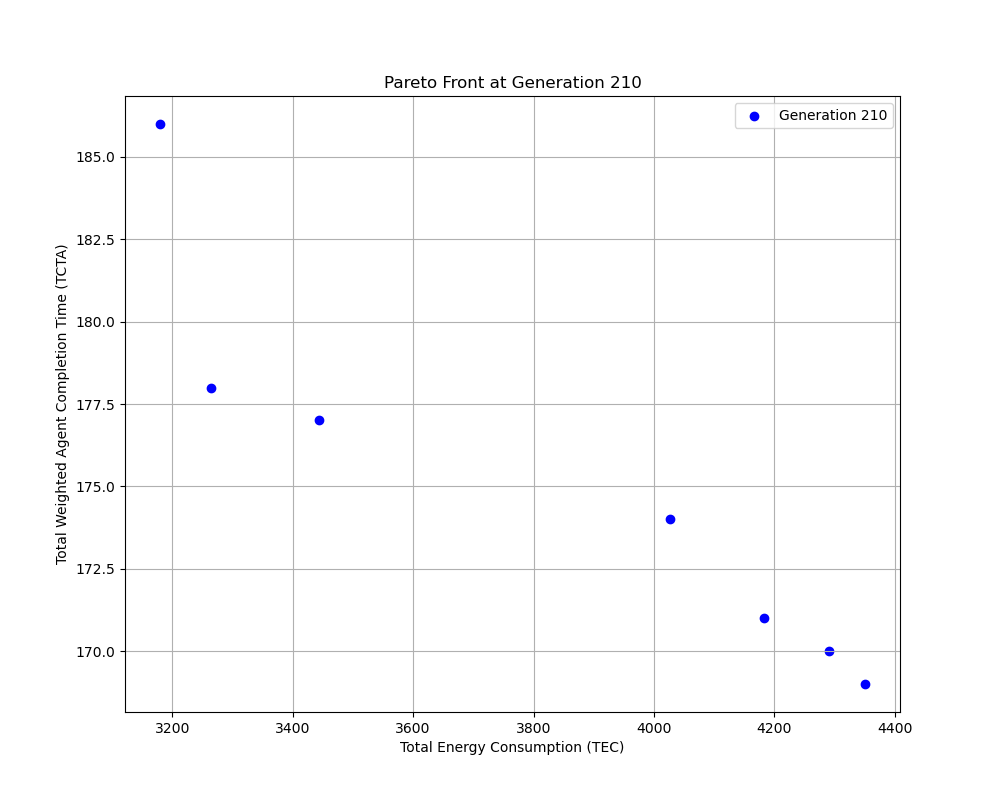 Pareto Front at Generation 210
Generation 210
Total Weighted Agent Completion Time (TCTA)
185.0
182.5
180.0
177.5
175.0
172.5
170.0
3200 3400 3600 3800 4000 4200 4400
Total Energy Consumption (TEC)